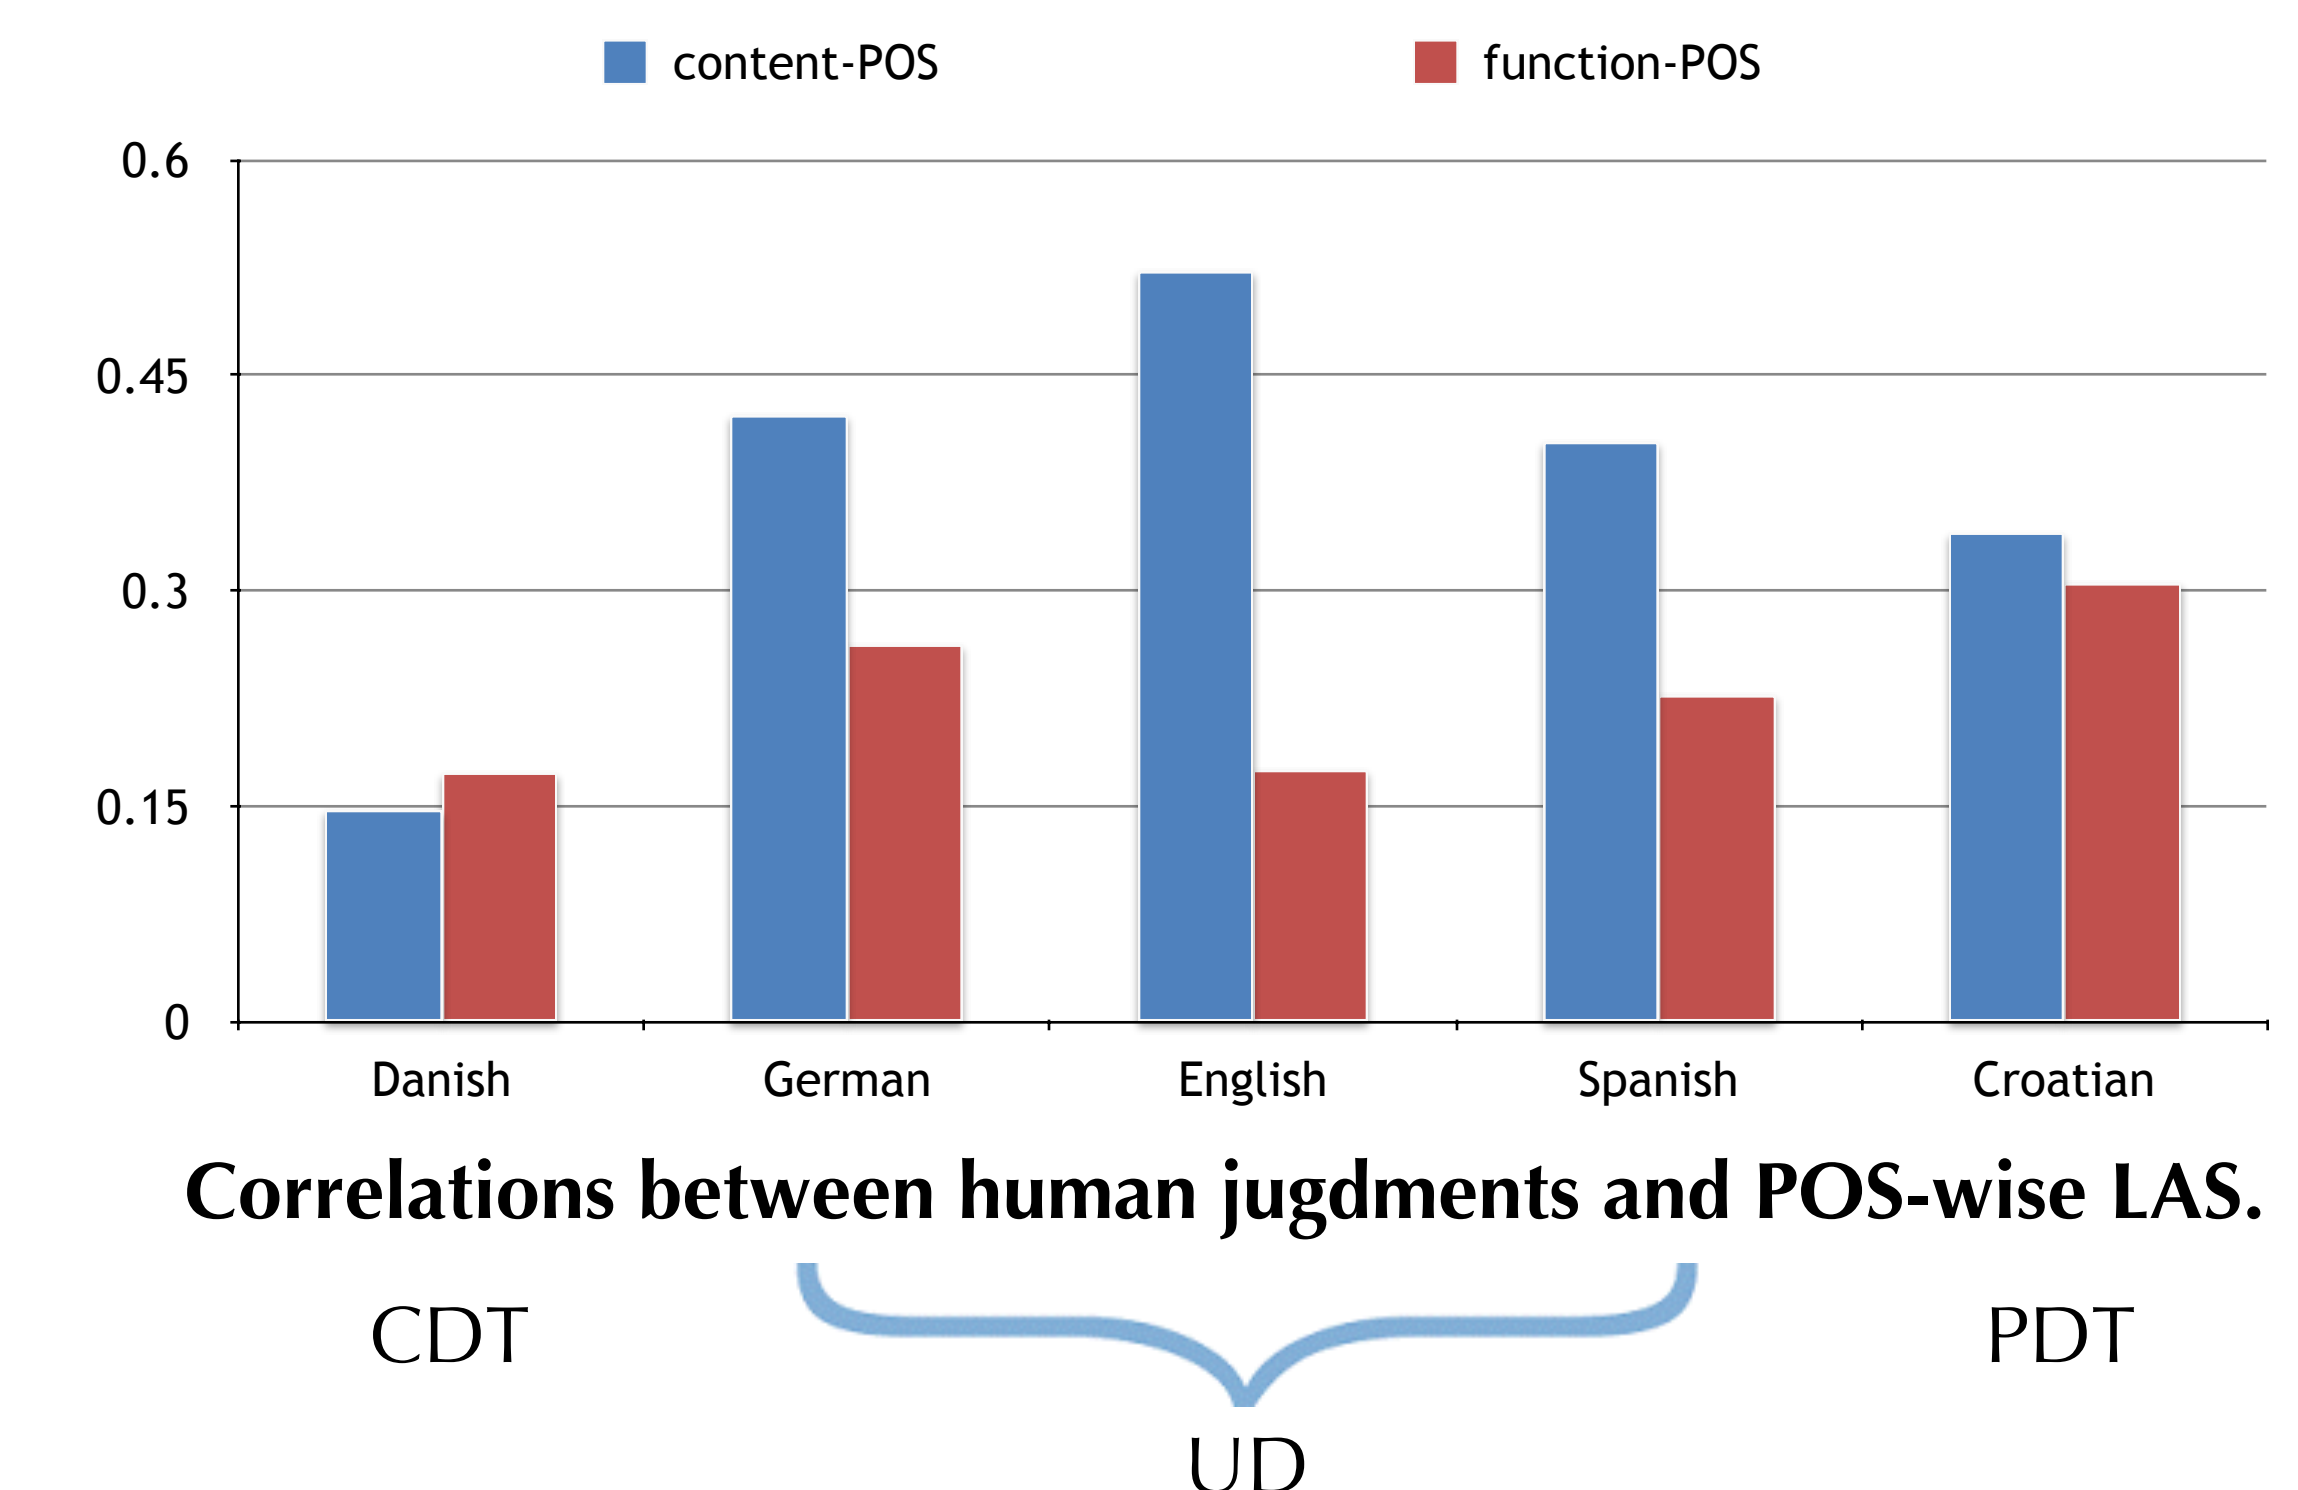 content-POS function-POS
0.6
0.45
0.3
0.15
0
Danish German English Spanish Croatian
Correlations between human jugdments and POS-wise LAS.
CDT PDT
UD